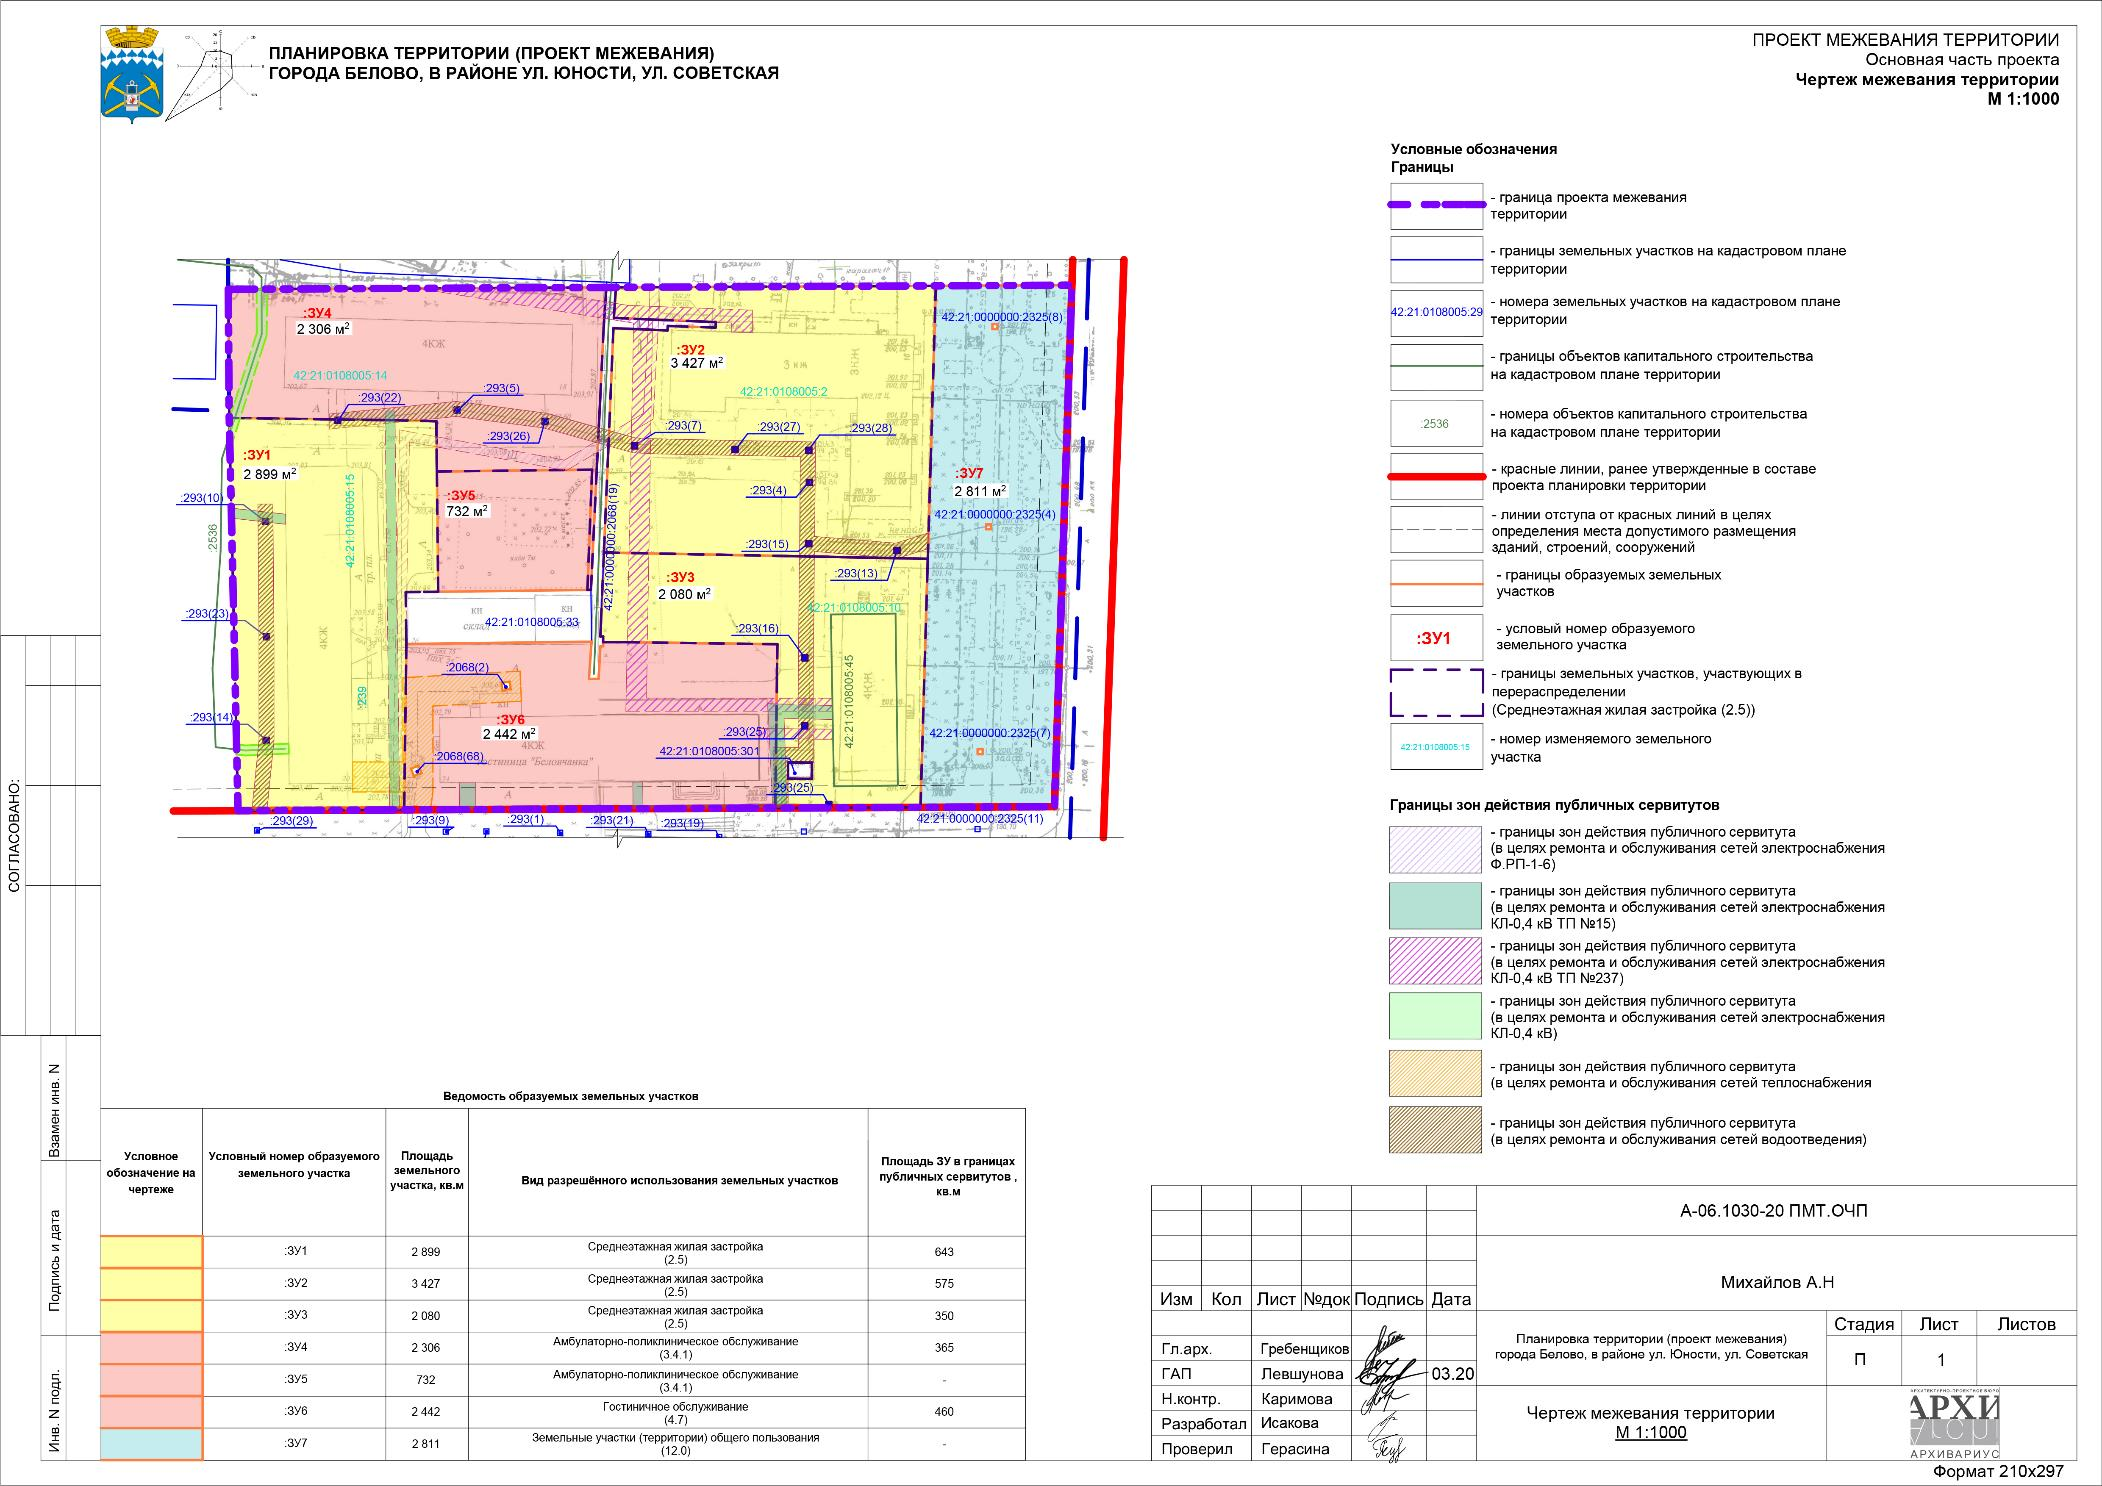 ПЛАНИРОВКА ТЕРРИТОРИИ (ПРОЕКТ МЕЖЕВАНИЯ)
ГОРОДА БЕЛОВО, В РАЙОНЕ УЛ. ЮНОСТИ, УЛ. СОВЕТСКАЯ
ПРОЕКТ МЕЖЕВАНИЯ ТЕРРИТОРИИ
Основная часть проекта
Чертеж межевания территории
М 1:1000
Условные обозначения
Границы
- граница проекта межевания
территории
- границы земельных участков на кадастровом плане
территории
42:21:0108005:29
- номера земельных участков на кадастровом плане
территории
- границы объектов капитального строительства
на кадастровом плане территории
:2536
- номера объектов капитального строительства
на кадастровом плане территории
- красные линии, ранее утвержденные в составе
проекта планировки территории
- линии отступа от красных линий в целях
определения места допустимого размещения
зданий, строений, сооружений
- границы образуемых земельных
участков
:ЗУ1
- условый номер образуемого
земельного участка
- границы земельных участков, участвующих в
перераспределении
(Среднеэтажная жилая застройка (2.5))
42:21:0108005:15
- номер изменяемого земельного
участка
Границы зон действия публичных сервитутов
- границы зон действия публичного сервитута
(в целях ремонта и обслуживания сетей электроснабжения
Ф.РП-1-6)
- границы зон действия публичного сервитута
(в целях ремонта и обслуживания сетей электроснабжения
КЛ-0,4 кВ ТП №15)
- границы зон действия публичного сервитута
(в целях ремонта и обслуживания сетей электроснабжения
КЛ-0,4 кВ ТП №237)
- границы зон действия публичного сервитута
(в целях ремонта и обслуживания сетей электроснабжения
КЛ-0,4 кВ)
- границы зон действия публичного сервитута
(в целях ремонта и обслуживания сетей теплоснабжения
- границы зон действия публичного сервитута
(в целях ремонта и обслуживания сетей водоотведения)
:ЗУ4
2 306 м²
4КЖ
42:21:0108005:14
:293(22)
:293(5)
:293(26)
:ЗУ2
3 427 м²
3КЖ
42:21:0108005:2
:293(7)
:293(27)
:293(28)
42:21:0000000:2325(8)
:ЗУ1
2 899 м²
:293(10)
42:21:0108005:15
:2536
:ЗУ5
732 м²
42:21:0000000:2068(19)
:293(4)
:293(15)
:293(13)
:ЗУ7
2 811 м²
42:21:0000000:2325(4)
:ЗУ3
2 080 м²
42:21:0108005:10
:293(23)
4КЖ
кн
кн
склад
42:21:0108005:33
:293(16)
42:21:0108005:45
4КЖ
:2068(2)
:239
:293(14)
:ЗУ6
2 442 м²
4КЖ
:293(25)
42:21:0108005:301
42:21:0000000:2325(7)
:2068(68)
гостиница "Беловчанка"
:293(25)
:293(29)
:293(9)
:293(1)
:293(21)
:293(19)
42:21:0000000:2325(11)
СОГЛАСОВАНО:
Взамен инв. N
Подпись и дата
Инв. N подл.
Ведомость образуемых земельных участков
Условное обозначение на чертеже
Условный номер образуемого земельного участка
Площадь земельного участка, кв.м
Вид разрешённого использования земельных участков
Площадь ЗУ в границах публичных сервитутов , кв.м
:ЗУ1 2 899 Среднеэтажная жилая застройка (2.5) 643
:ЗУ2 3 427 Среднеэтажная жилая застройка (2.5) 575
:ЗУ3 2 080 Среднеэтажная жилая застройка (2.5) 350
:ЗУ4 2 306 Амбулаторно-поликлиническое обслуживание (3.4.1) 365
:ЗУ5 732 Амбулаторно-поликлиническое обслуживание (3.4.1) -
:ЗУ6 2 442 Гостиничное обслуживание (4.7) 460
:ЗУ7 2 811 Земельные участки (территории) общего пользования (12.0) -
А-06.1030-20 ПМТ.ОЧП
Михайлов А.Н
Изм Кол Лист №док Подпись Дата
Гл.арх. Гребенщиков
ГАП Левшунова 03.20
Н.контр. Каримова
Разработал Исакова
Проверил Герасина
Планировка территории (проект межевания)
города Белово, в районе ул. Юности, ул. Советская
Стадия Лист Листов
П 1
Чертеж межевания территории
М 1:1000
АРХИТЕКТУРНО-ПРОЕКТНОЕ БЮРО
АРХИ
АРХИВАРИУС
Формат 210х297